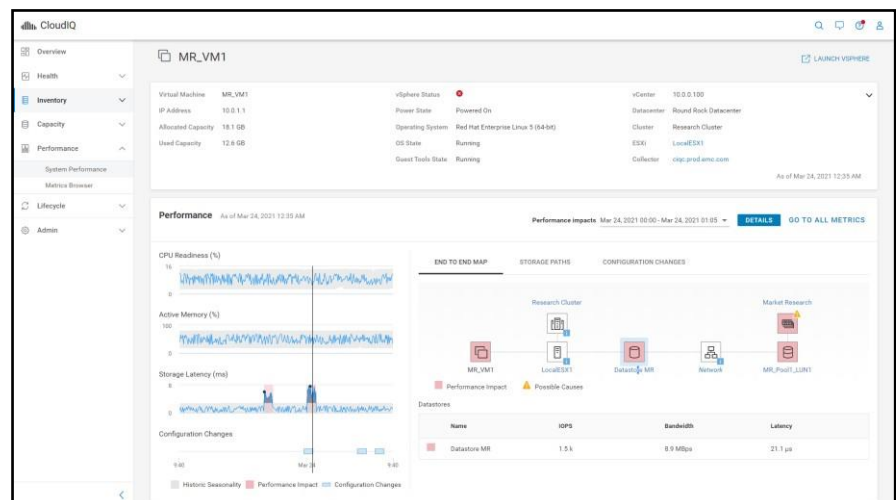 CloudIQ
Overview
Health
Inventory
Capacity
Performance
System Performance
Metrics Browser
Lifecycle
Admin
MR_VM1
LAUNCH VSPHERE
Virtual Machine MR_VM1
IP Address 10.0.1.1
Allocated Capacity 18.1 GB
Used Capacity 12.6 GB
vSphere Status
Power State Powered On
Operating System Red Hat Enterprise Linux 5 (64-bit)
OS State Running
Guest Tools State Running
vCenter 10.0.0.100
Datacenter Round Rock Datacenter
Cluster Research Cluster
ESXi LocalESX1
Collector ciqc.prod.amc.com
As of Mar 24, 2021 12:35 AM
Performance As of Mar 24, 2021 12:35 AM
Performance impacts Mar 24, 2021 00:00 - Mar 24, 2021 01:05 DETAILS GO TO ALL METRICS
CPU Readiness (%)
16
0
Active Memory (%)
100
0
Storage Latency (ms)
8
0
Configuration Changes
9:40 Mar 24 9:40
Historic Seasonality Performance Impact Configuration Changes
END TO END MAP STORAGE PATHS CONFIGURATION CHANGES
Research Cluster Market Research
MR_VM1 LocalESX1 Datastore MR Network MR_Pool1_LUN1
Performance Impact Possible Causes
Datastores
Name IOPS Bandwidth Latency
Datastore MR 1.5 k 8.9 MBps 21.1 µs